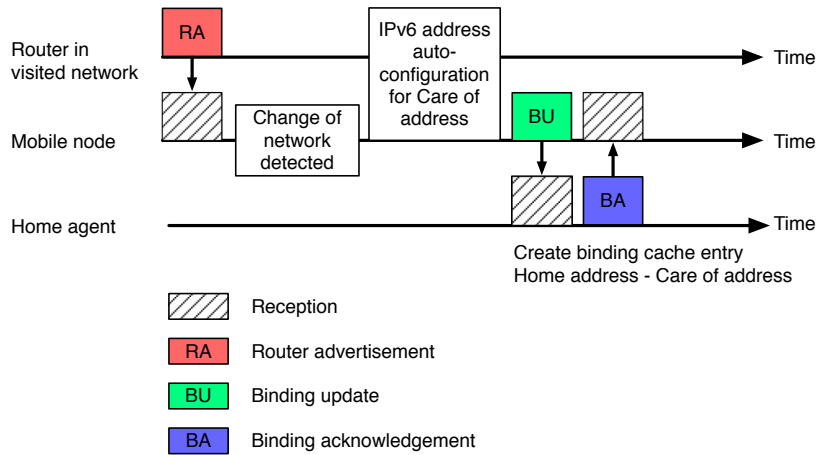 RA
Router in
visited network
IPv6 address
auto-
configuration
for Care of
address
Time
Mobile node
Change of
network
detected
BU
Time
Home agent
BA
Time
Create binding cache entry
Home address - Care of address
Reception
RA
Router advertisement
BU
Binding update
BA
Binding acknowledgement